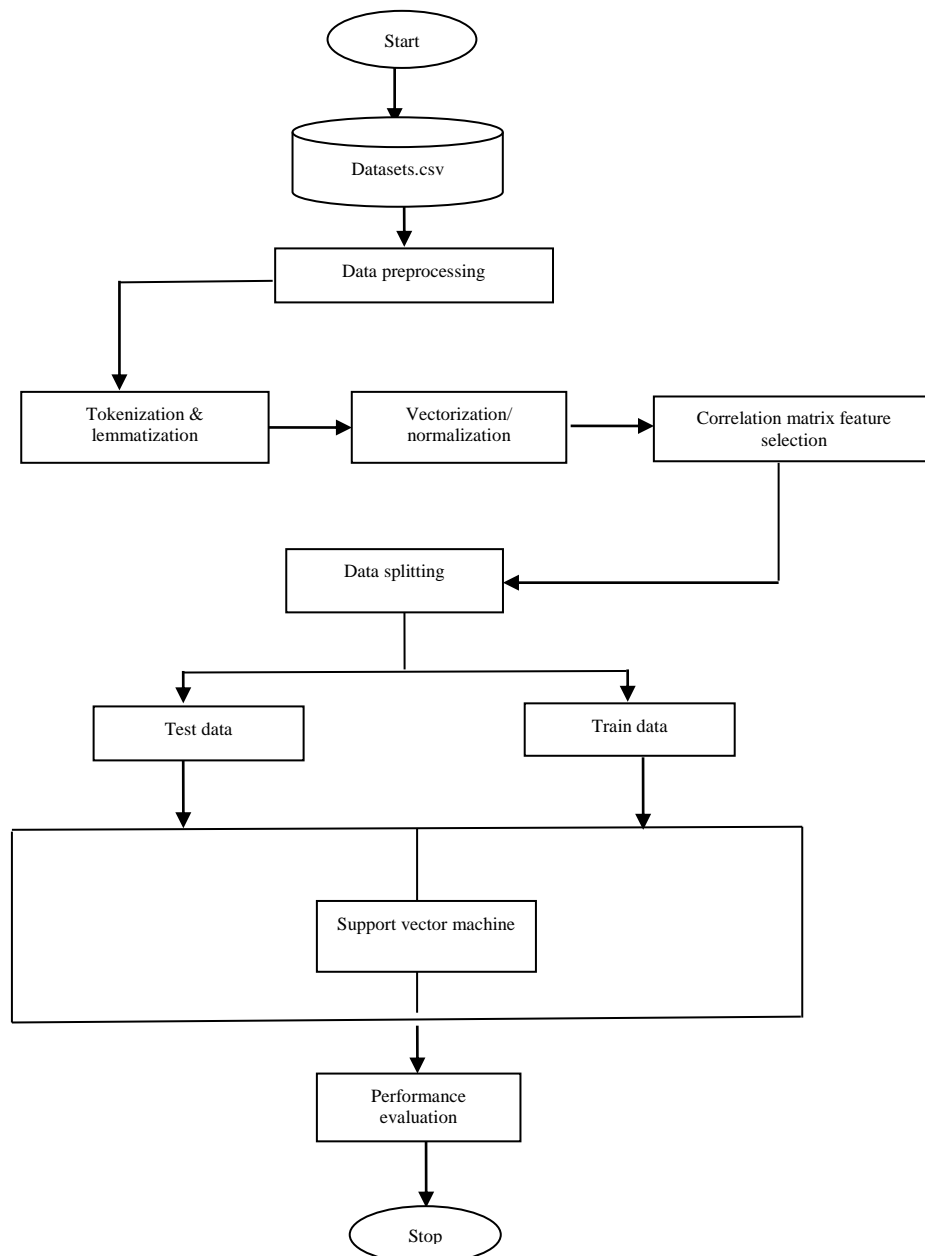 Start
Datasets.csv
Data preprocessing
Tokenization &
lemmatization
Vectorization/
normalization
Correlation matrix feature
selection
Data splitting
Test data
Train data
Support vector machine
Performance
evaluation
Stop